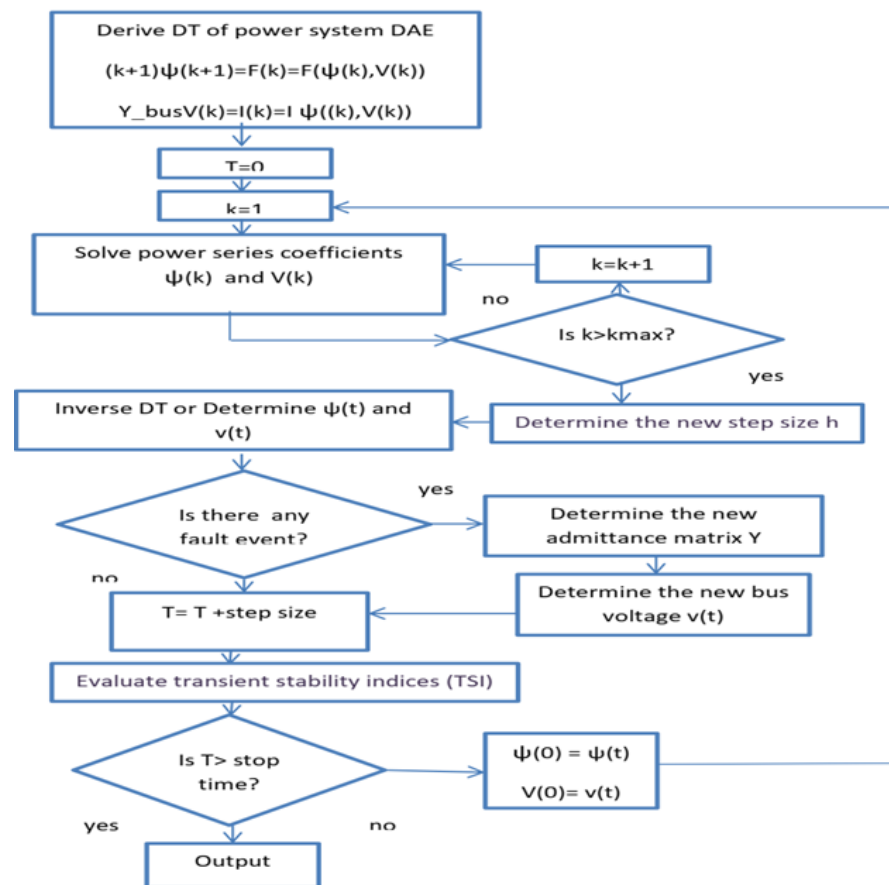 Derive DT of power system DAE
(k+1)ψ(k+1)=F(k)=F(ψ(k),V(k))
Y_busV(k)=I(k)=I ψ((k),V(k))
T=0
k=1
Solve power series coefficients
ψ(k) and V(k)
k=k+1
no
Is k>kmax?
yes
Determine the new step size h
Inverse DT or Determine ψ(t) and
v(t)
yes
Is there any
fault event?
Determine the new
admittance matrix Y
no
Determine the new bus
voltage v(t)
T= T +step size
Evaluate transient stability indices (TSI)
Is T> stop
time?
ψ(0) = ψ(t)
V(0)= v(t)
yes
no
Output